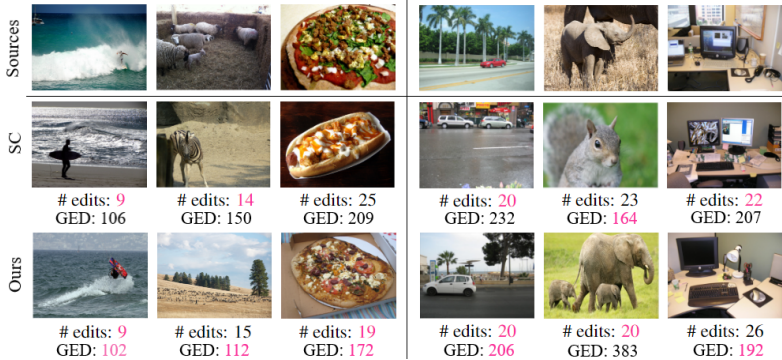 Sources
SC
# edits: 9 # edits: 14 # edits: 25 # edits: 20 # edits: 23 # edits: 22
GED: 106 GED: 150 GED: 209 GED: 232 GED: 164 GED: 207
Ours
# edits: 9 # edits: 15 # edits: 19 # edits: 20 # edits: 20 # edits: 26
GED: 102 GED: 112 GED: 172 GED: 206 GED: 383 GED: 192